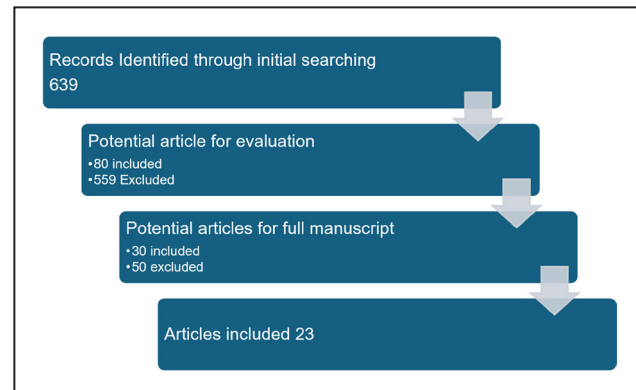 Records Identified through initial searching
639
Potential article for evaluation
•80 included
•559 Excluded
Potential articles for full manuscript
•30 included
•50 excluded
Articles included 23